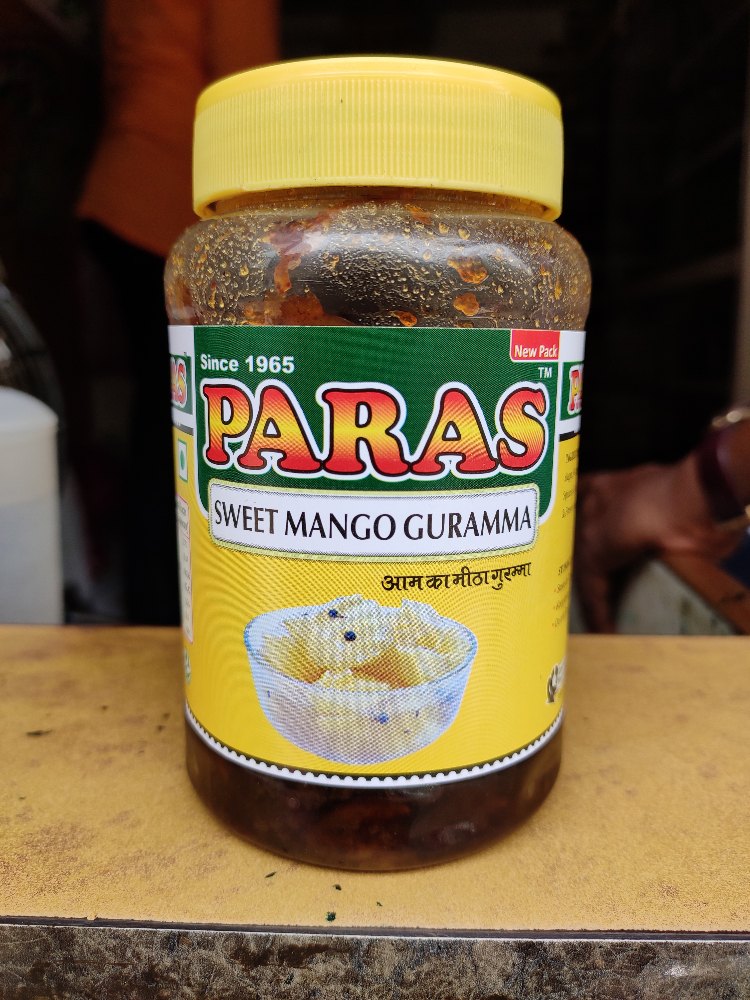 New Pack
Since 1965
TM
PARAS
SWEET MANGO GURAMMA
आम का मीठा गुरम्मा